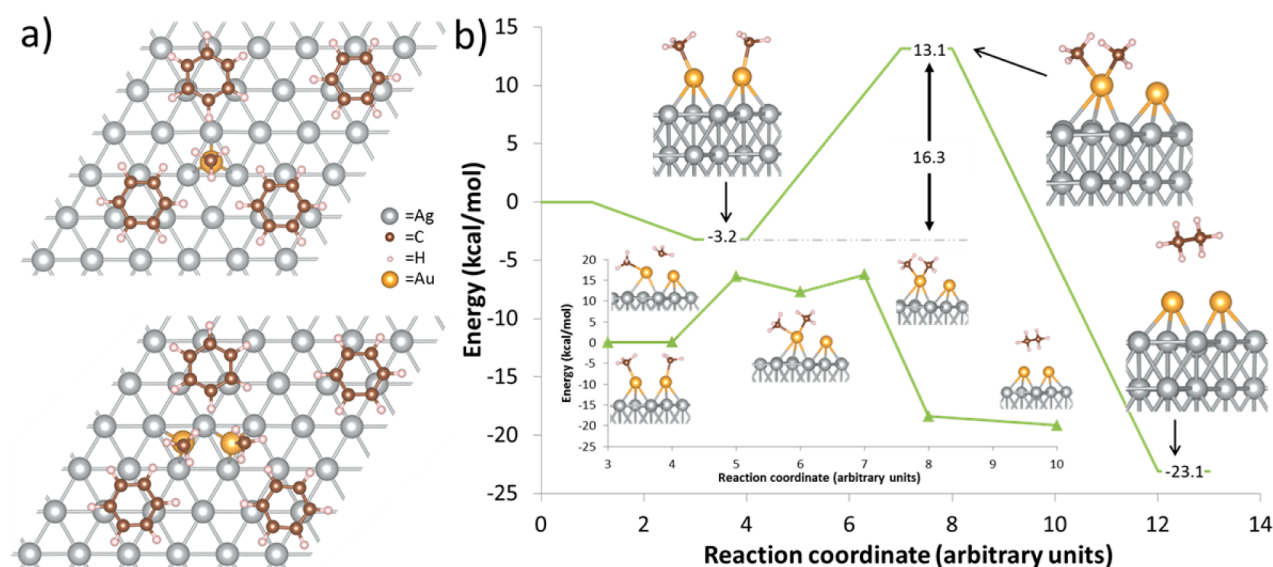 a)
=Ag
=C
=H
=Au
b)
Energy (kcal/mol)
15
10
5
0
-5
-10
-15
-20
-25
13.1
16.3
-3.2
-23.1
Energy (kcal/mol)
20
15
10
5
0
-5
-10
-15
-20
-25
3 4 5 6 7 8 9 10
Reaction coordinate (arbitrary units)
0 2 4 6 8 10 12 14
Reaction coordinate (arbitrary units)